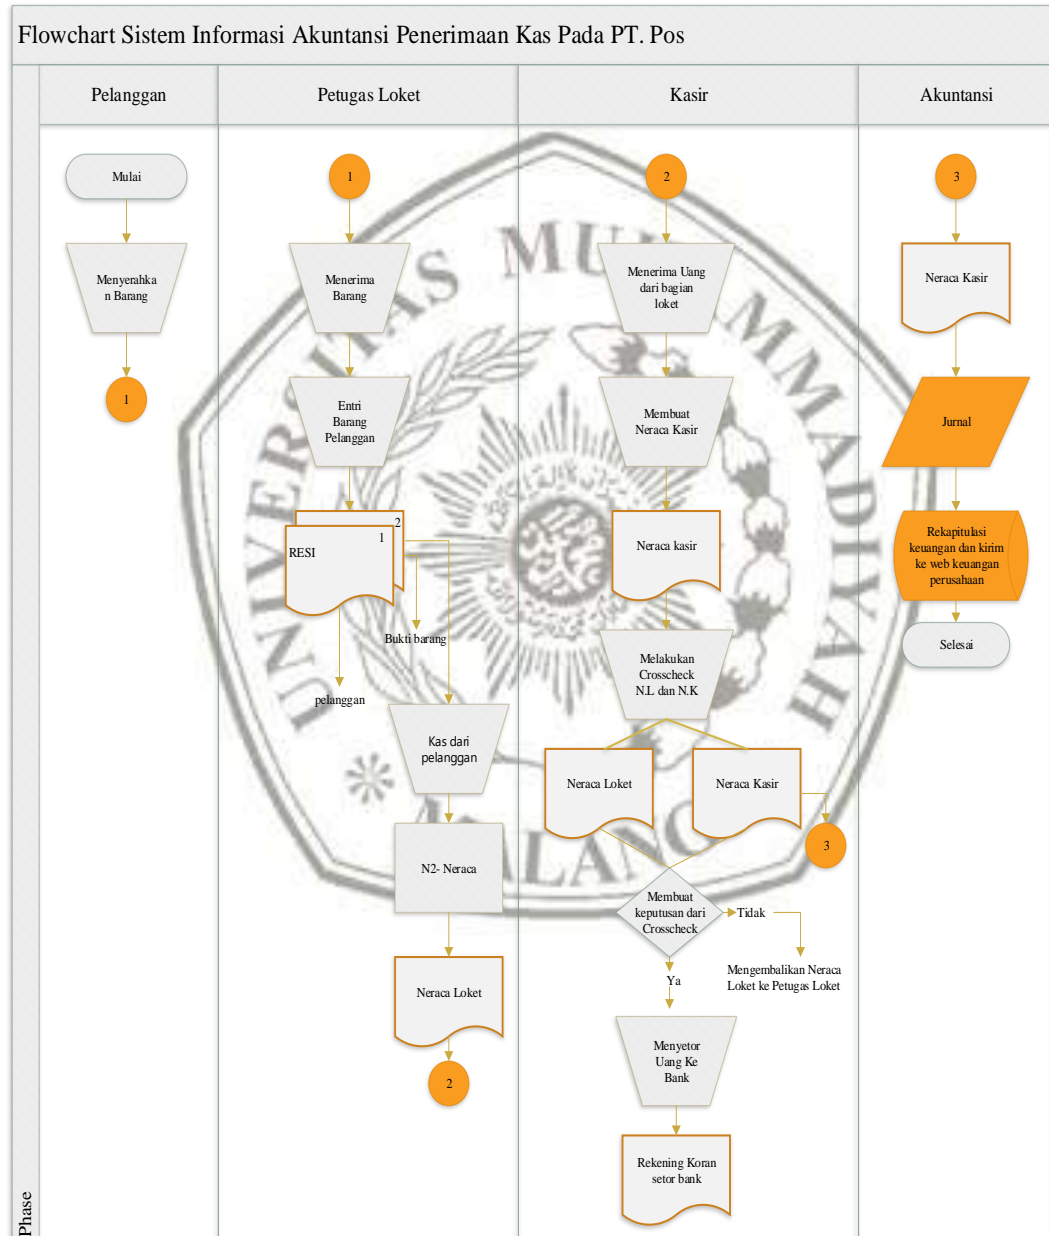 Flowchart Sistem Informasi Akuntansi Penerimaan Kas Pada PT. Pos
Phase
Pelanggan
Petugas Loket
Kasir
Akuntansi
Mulai
Menyerahka
n Barang
1
1
Menerima
Barang
Entri
Barang
Pelanggan
2
1
RESI
Bukti barang
pelanggan
Kas dari
pelanggan
N2- Neraca
Neraca Loket
2
2
Menerima Uang
dari bagian
loket
Membuat
Neraca Kasir
Neraca kasir
Melakukan
Crosscheck
N.L dan N.K
Neraca Loket
Neraca Kasir
3
Membuat
keputusan dari
Crosscheck
Tidak
Mengembalikan Neraca
Loket ke Petugas Loket
Ya
Menyetor
Uang Ke
Bank
Rekening Koran
setor bank
3
Neraca Kasir
Jurnal
Rekapitulasi
keuangan dan kirim
ke web keuangan
perusahaan
Selesai
UNIVERSITAS MUHAMMADIYAH
MALANG